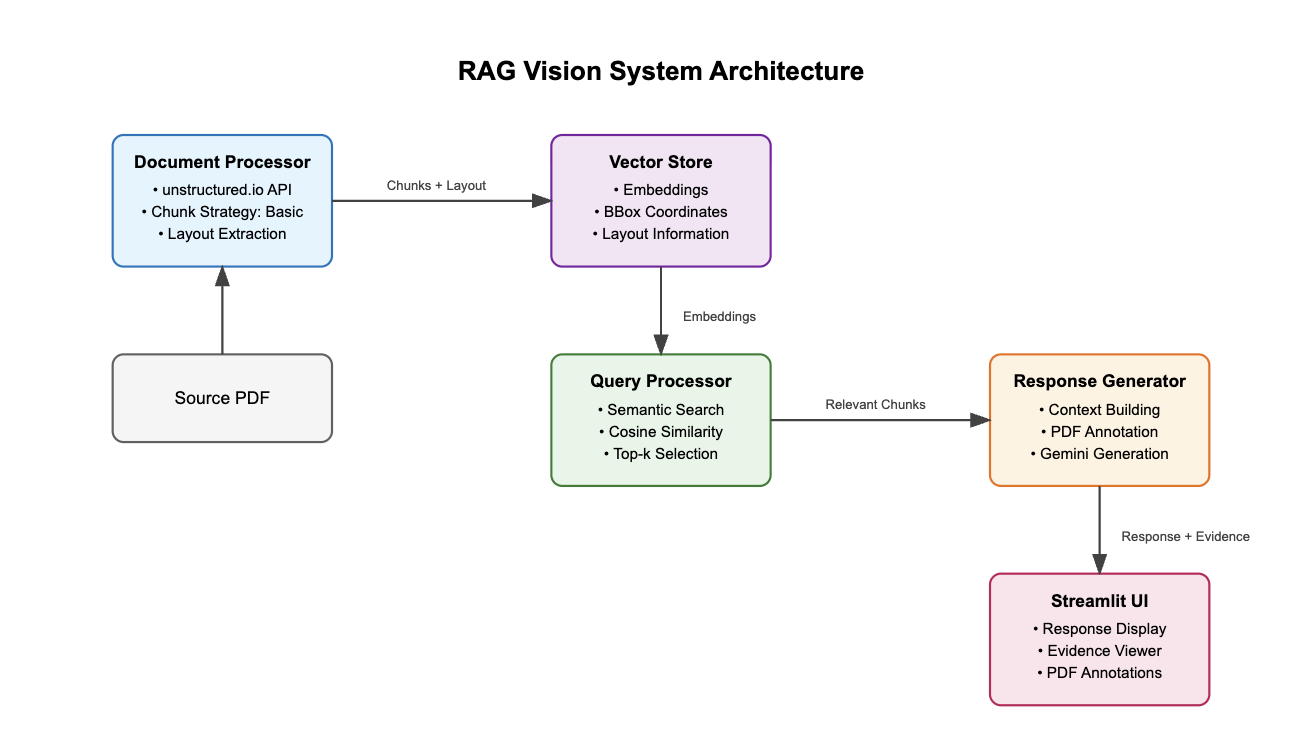 RAG Vision System Architecture
Document Processor
• unstructured.io API
• Chunk Strategy: Basic
• Layout Extraction
Chunks + Layout
Vector Store
• Embeddings
• BBox Coordinates
• Layout Information
Embeddings
Source PDF
Query Processor
• Semantic Search
• Cosine Similarity
• Top-k Selection
Relevant Chunks
Response Generator
• Context Building
• PDF Annotation
• Gemini Generation
Response + Evidence
Streamlit UI
• Response Display
• Evidence Viewer
• PDF Annotations